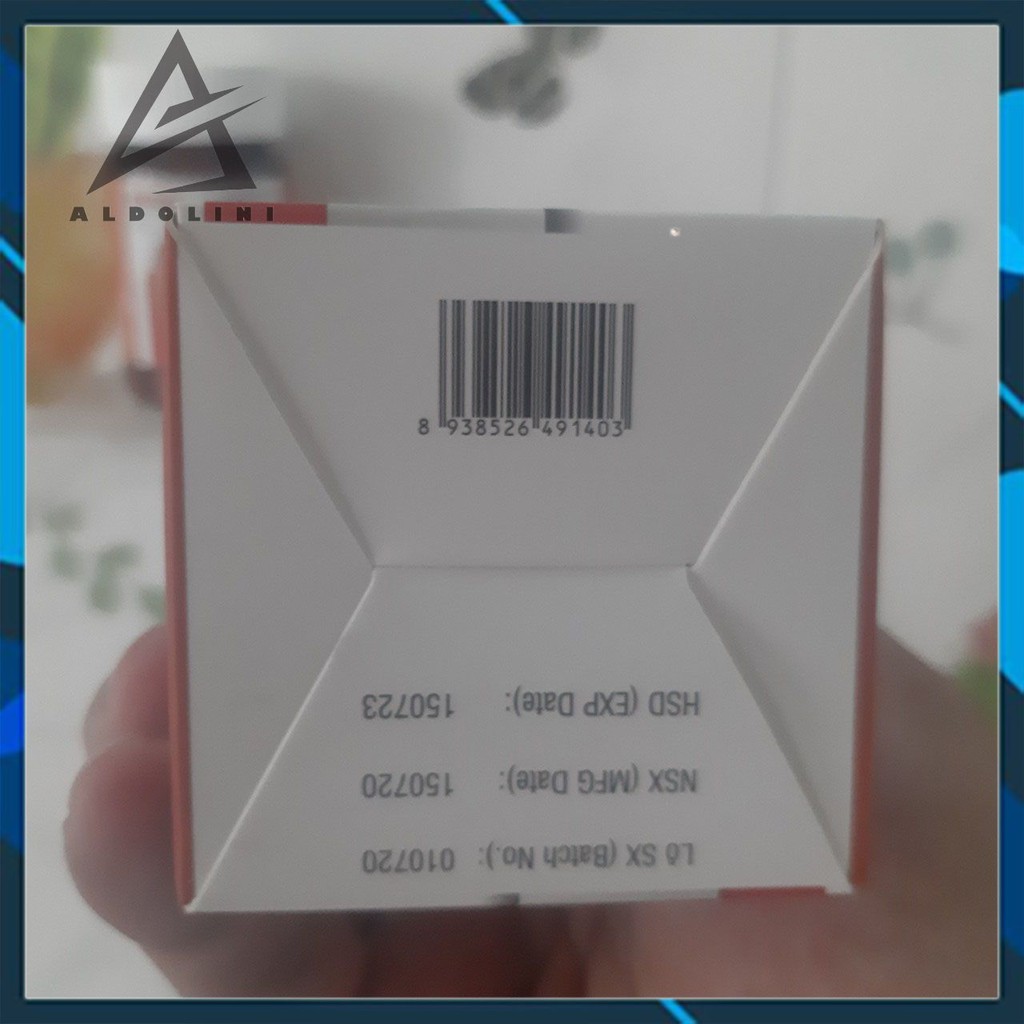 ALDOLINI
8 938526 491403
Lô SX (Batch No.): 010720
NSX (MFG Date): 150720
HSD (EXP Date): 150723